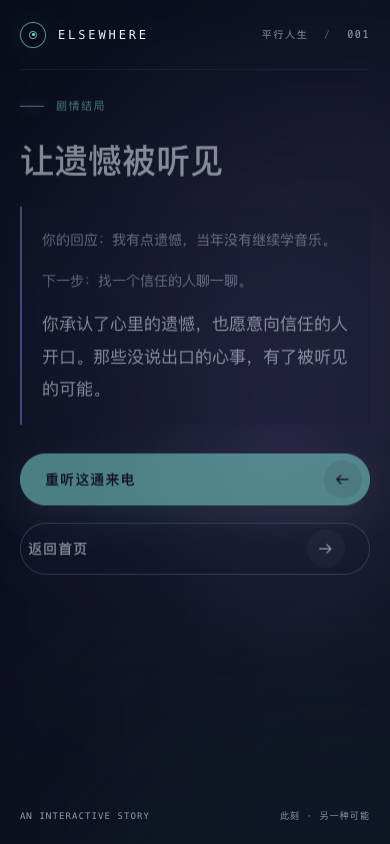 ELSEWHERE
平行人生 / 001
剧情结局
让遗憾被听见
你的回应：我有点遗憾，当年没有继续学音乐。
下一步：找一个信任的人聊一聊。
你承认了心里的遗憾，也愿意向信任的人
开口。那些没说出口的心事，有了被听见
的可能。
重听这通来电
返回首页
AN INTERACTIVE STORY
此刻 · 另一种可能